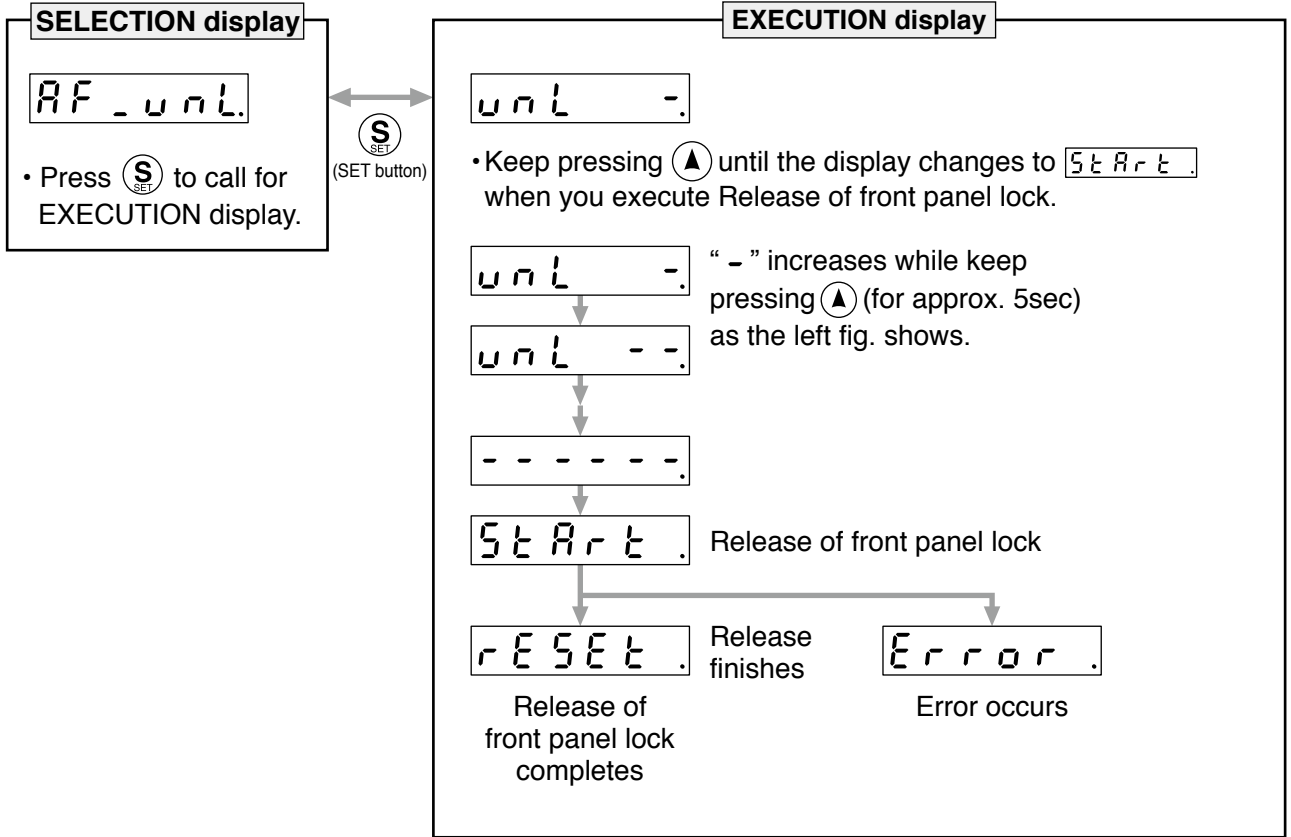 SELECTION display
AF_unL.
• Press S SET to call for
EXECUTION display.
S
SET
(SET button)
EXECUTION display
unL -.
• Keep pressing ▲ until the display changes to StArt .
when you execute Release of front panel lock.
unL -.
“ - ” increases while keep
pressing ▲ (for approx. 5sec)
as the left fig. shows.
unL --.
------.
StArt .
Release of front panel lock
rESEt .
Release
finishes
Error .
Release of
front panel lock
completes
Error occurs